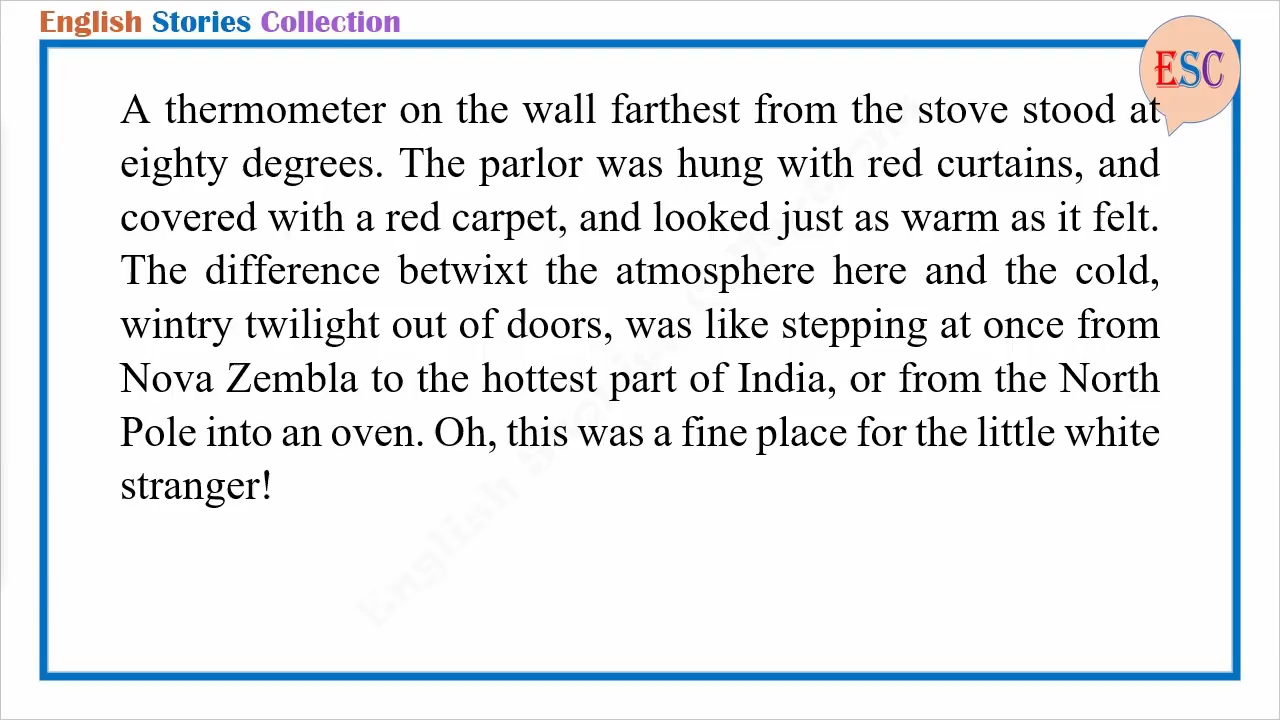 English Stories Collection
ESC
A thermometer on the wall farthest from the stove stood at
eighty degrees. The parlor was hung with red curtains, and
covered with a red carpet, and looked just as warm as it felt.
The difference betwixt the atmosphere here and the cold,
wintry twilight out of doors, was like stepping at once from
Nova Zembla to the hottest part of India, or from the North
Pole into an oven. Oh, this was a fine place for the little white
stranger!